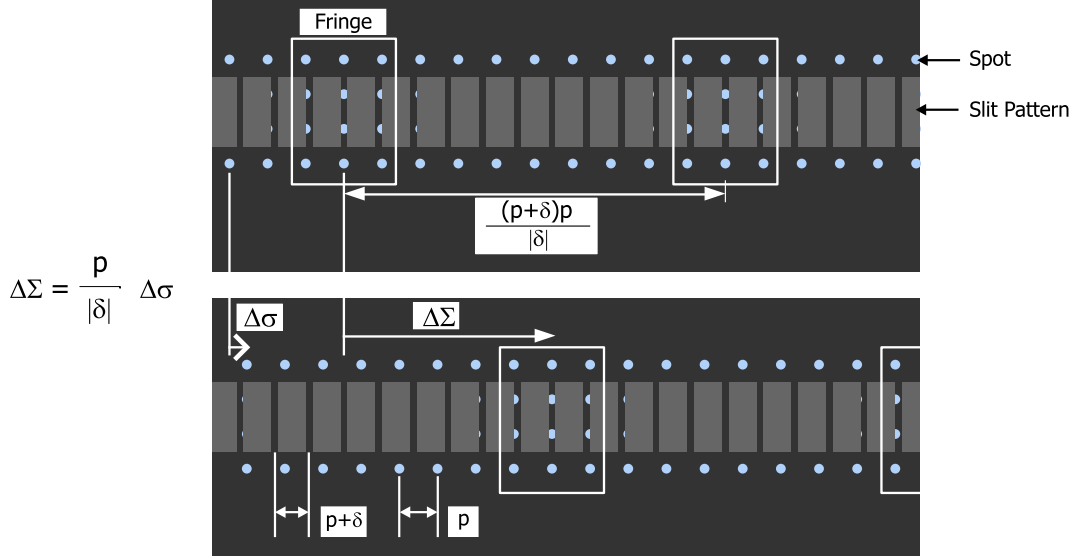 Fringe
Spot
Slit Pattern
(p+δ)p
|δ|
ΔΣ = p
|δ| · Δσ
Δσ
ΔΣ
p+δ
p